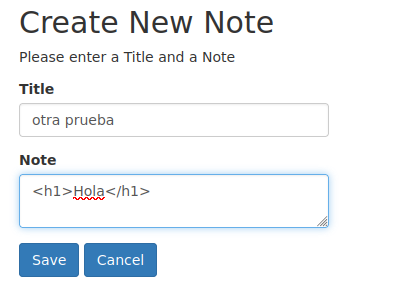 Create New Note
Please enter a Title and a Note
Title
otra prueba
Note
<h1>Hola</h1>
Save Cancel